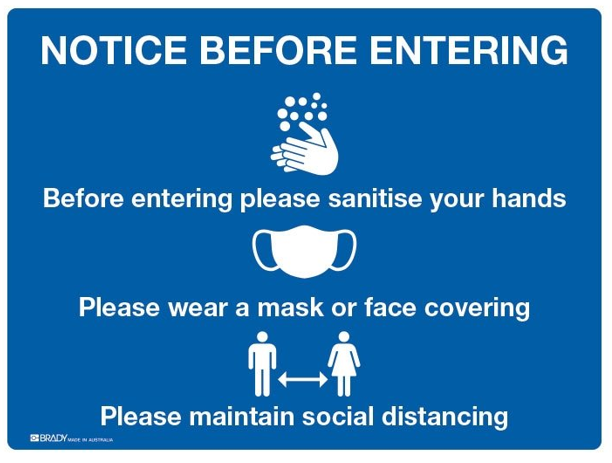 NOTICE BEFORE ENTERING
Before entering please sanitise your hands
Please wear a mask or face covering
Please maintain social distancing
BRADY MADE IN AUSTRALIA